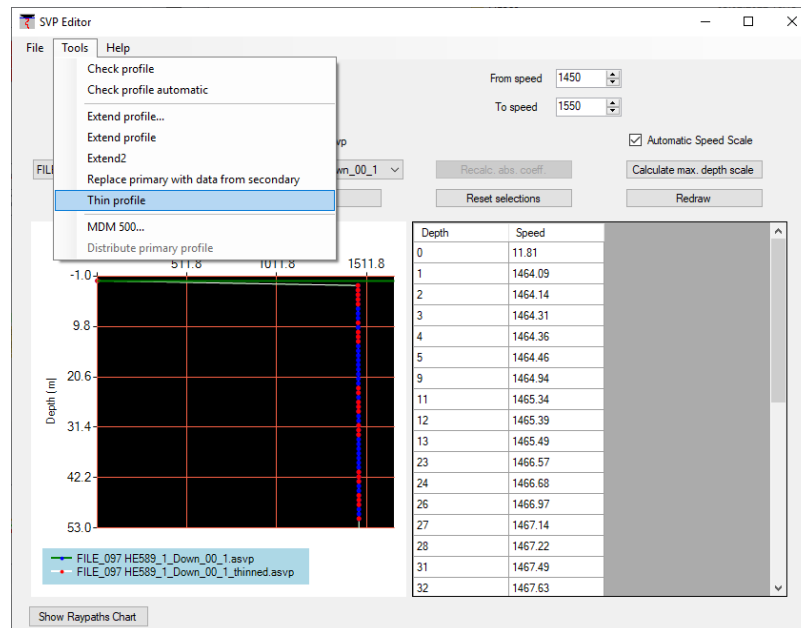 SVP Editor
File Tools Help
Check profile
Check profile automatic
Extend profile...
Extend profile
Extend2
Replace primary with data from secondary
Thin profile
MDM 500...
Distribute primary profile
From speed 1450
To speed 1550
vp
Automatic Speed Scale
FIL
wn_00_1
Recalc. abs. coeff.
Calculate max. depth scale
Reset selections
Redraw
511.8 1011.8 1511.8
-1.0
9.8
20.6
31.4
42.2
53.0
Depth [m]
FILE_097 HE589_1_Down_00_1.asvp
FILE_097 HE589_1_Down_00_1_thinned.asvp
Depth Speed
0 11.81
1 1464.09
2 1464.14
3 1464.31
4 1464.36
5 1464.46
9 1464.94
11 1465.34
12 1465.39
13 1465.49
23 1466.57
24 1466.68
26 1466.97
27 1467.14
28 1467.22
31 1467.49
32 1467.63
Show Raypaths Chart